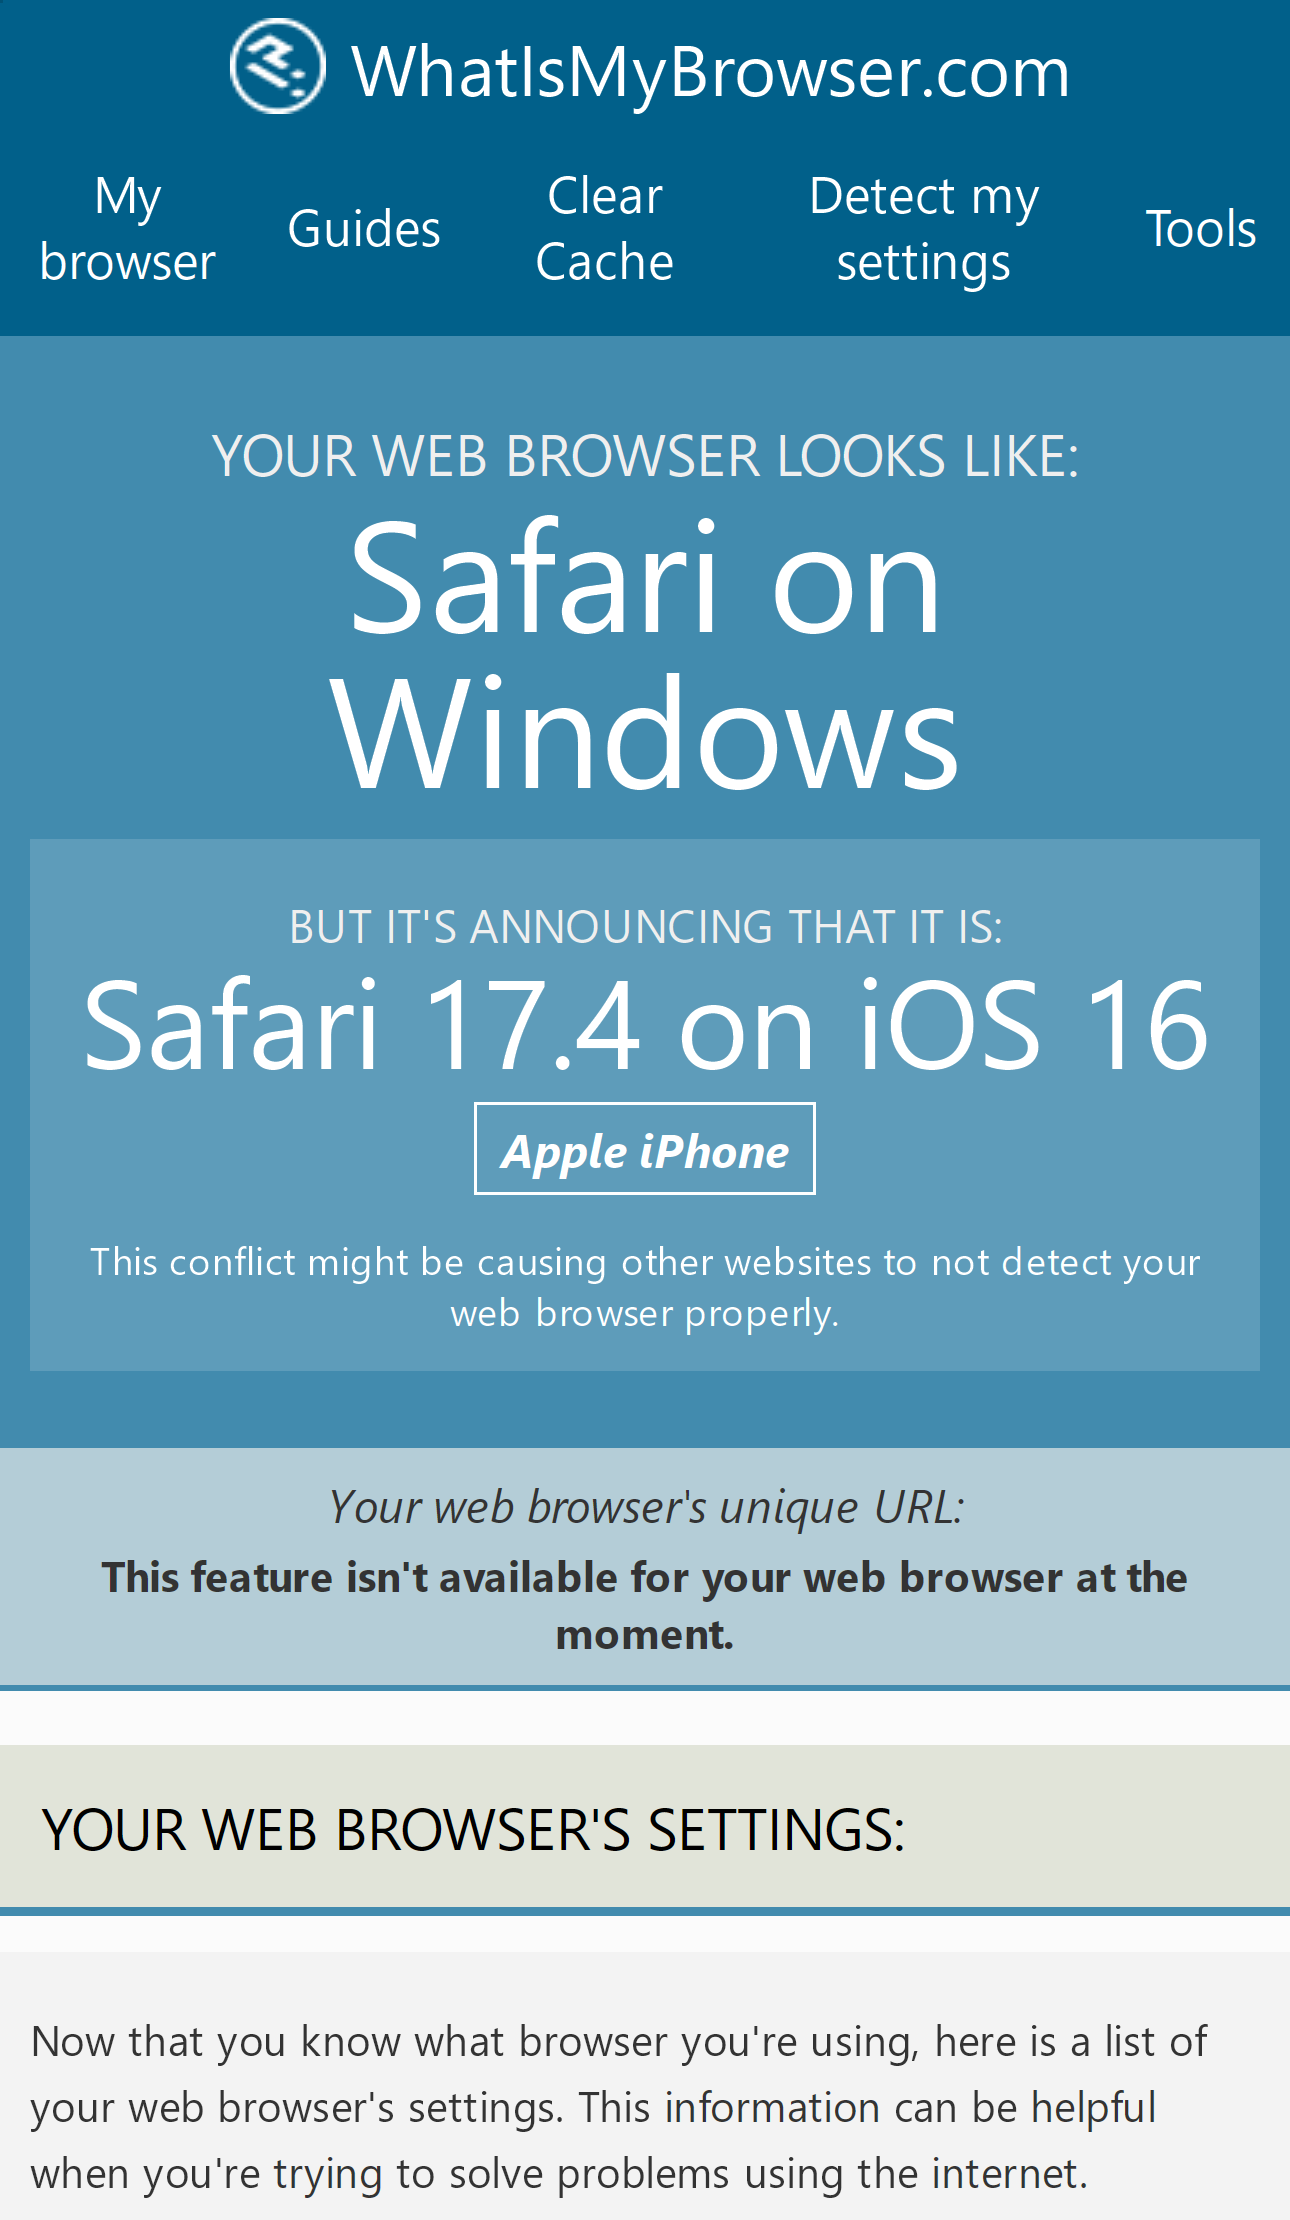 WhatIsMyBrowser.com
My browser
Guides
Clear Cache
Detect my settings
Tools
YOUR WEB BROWSER LOOKS LIKE:
Safari on
Windows
BUT IT'S ANNOUNCING THAT IT IS:
Safari 17.4 on iOS 16
Apple iPhone
This conflict might be causing other websites to not detect your
web browser properly.
Your web browser's unique URL:
This feature isn't available for your web browser at the
moment.
YOUR WEB BROWSER'S SETTINGS:
Now that you know what browser you're using, here is a list of
your web browser's settings. This information can be helpful
when you're trying to solve problems using the internet.